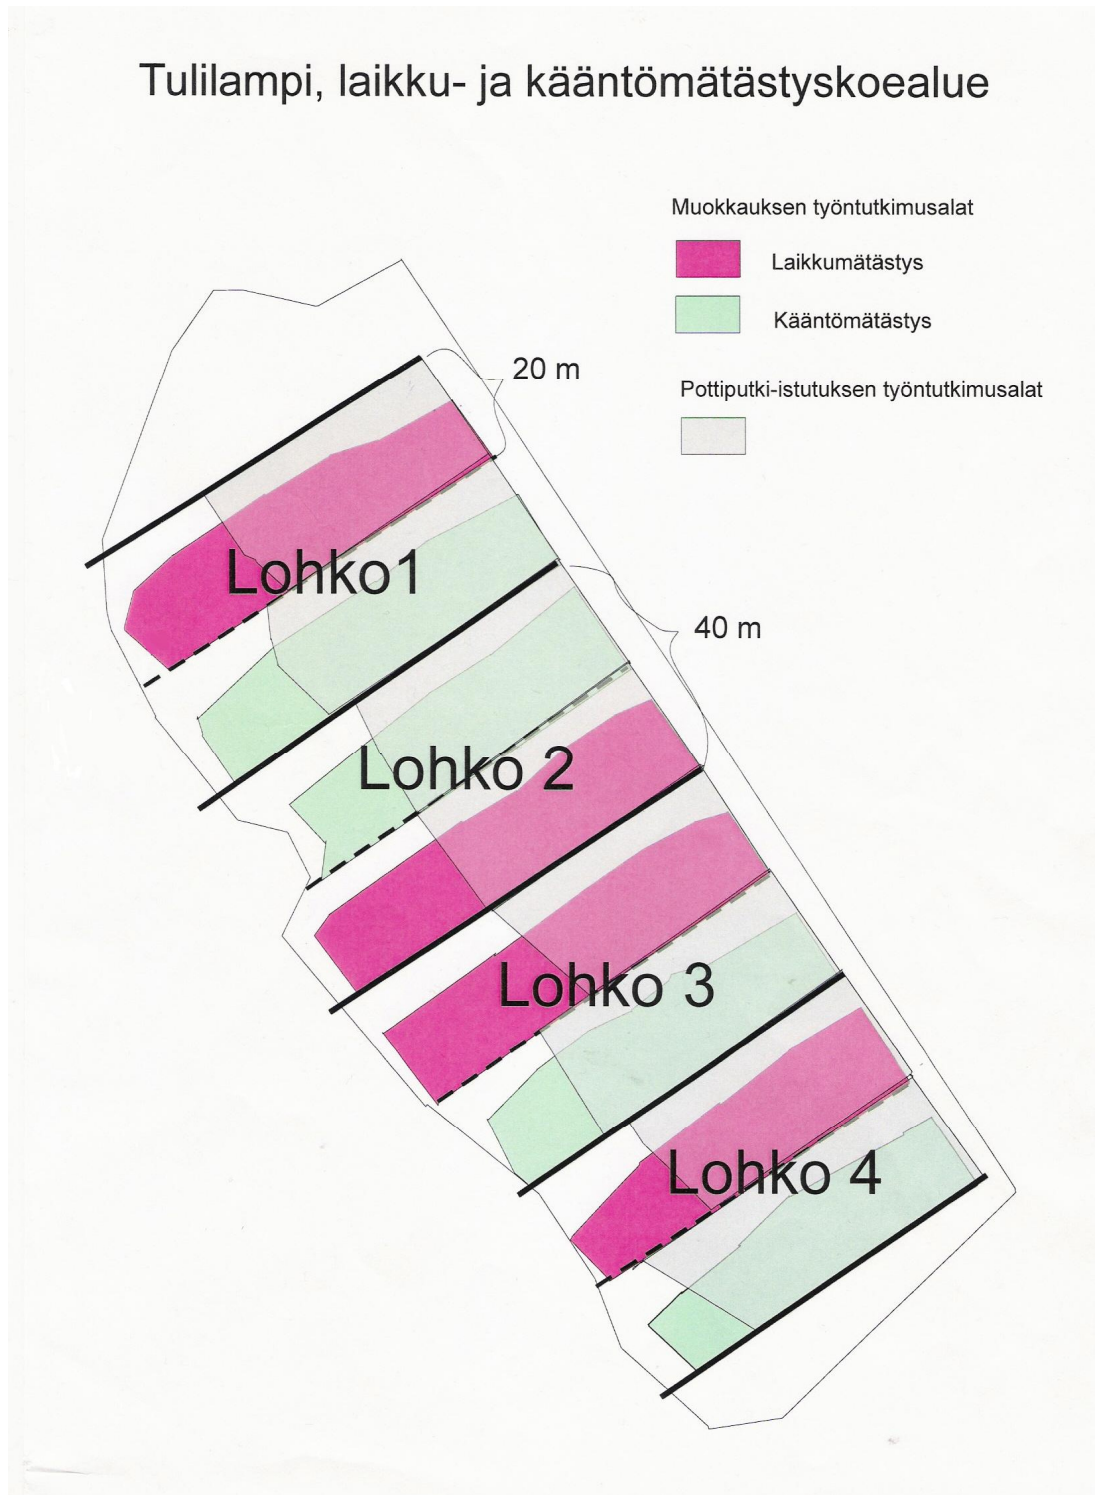 Tulilampi, laikku- ja kääntömätästyskoealue
Muokkauksen työntutkimusalat
Laikkumätästys
Kääntömätästys
Pottiputki-istutuksen työntutkimusalat
20 m
Lohko1
40 m
Lohko 2
Lohko 3
Lohko 4